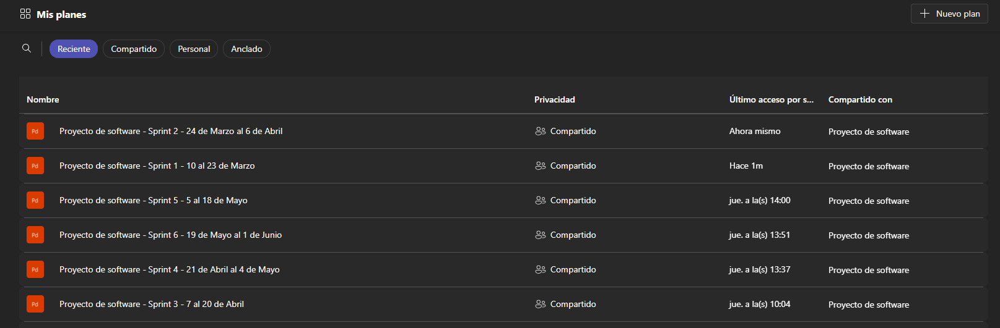 Mis planes
Nuevo plan
Reciente Compartido Personal Anclado
Nombre Privacidad Último acceso por s... Compartido con
Pd Proyecto de software - Sprint 2 - 24 de Marzo al 6 de Abril Compartido Ahora mismo Proyecto de software
Pd Proyecto de software - Sprint 1 - 10 al 23 de Marzo Compartido Hace 1m Proyecto de software
Pd Proyecto de software - Sprint 5 - 5 al 18 de Mayo Compartido jue. a la(s) 14:00 Proyecto de software
Pd Proyecto de software - Sprint 6 - 19 de Mayo al 1 de Junio Compartido jue. a la(s) 13:51 Proyecto de software
Pd Proyecto de software - Sprint 4 - 21 de Abril al 4 de Mayo Compartido jue. a la(s) 13:37 Proyecto de software
Pd Proyecto de software - Sprint 3 - 7 al 20 de Abril Compartido jue. a la(s) 10:04 Proyecto de software